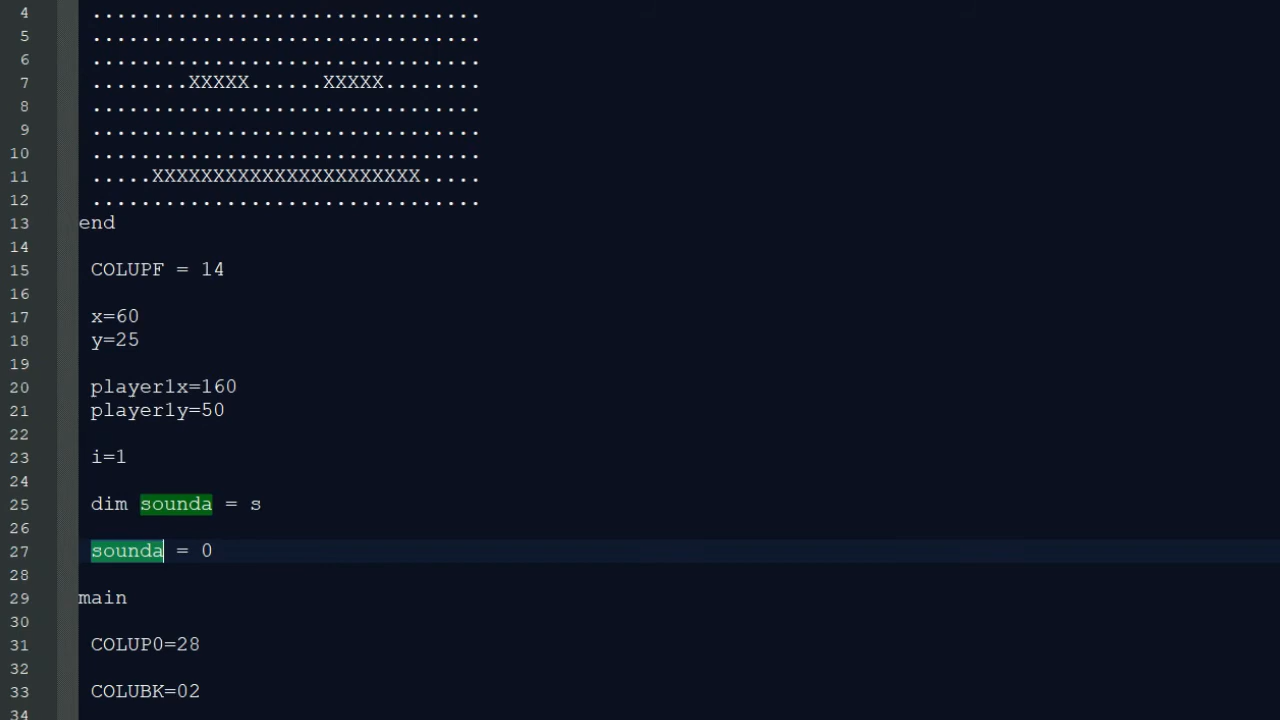 4 ................................
5 ................................
6 ................................
7 ........XXXXX......XXXXX........
8 ................................
9 ................................
10 ................................
11 .....XXXXXXXXXXXXXXXXXXXXXX.....
12 ................................
13 end
14
15 COLUPF = 14
16
17 x=60
18 y=25
19
20 player1x=160
21 player1y=50
22
23 i=1
24
25 dim sounda = s
26
27 sounda = 0
28
29 main
30
31 COLUP0=28
32
33 COLUBK=02
34